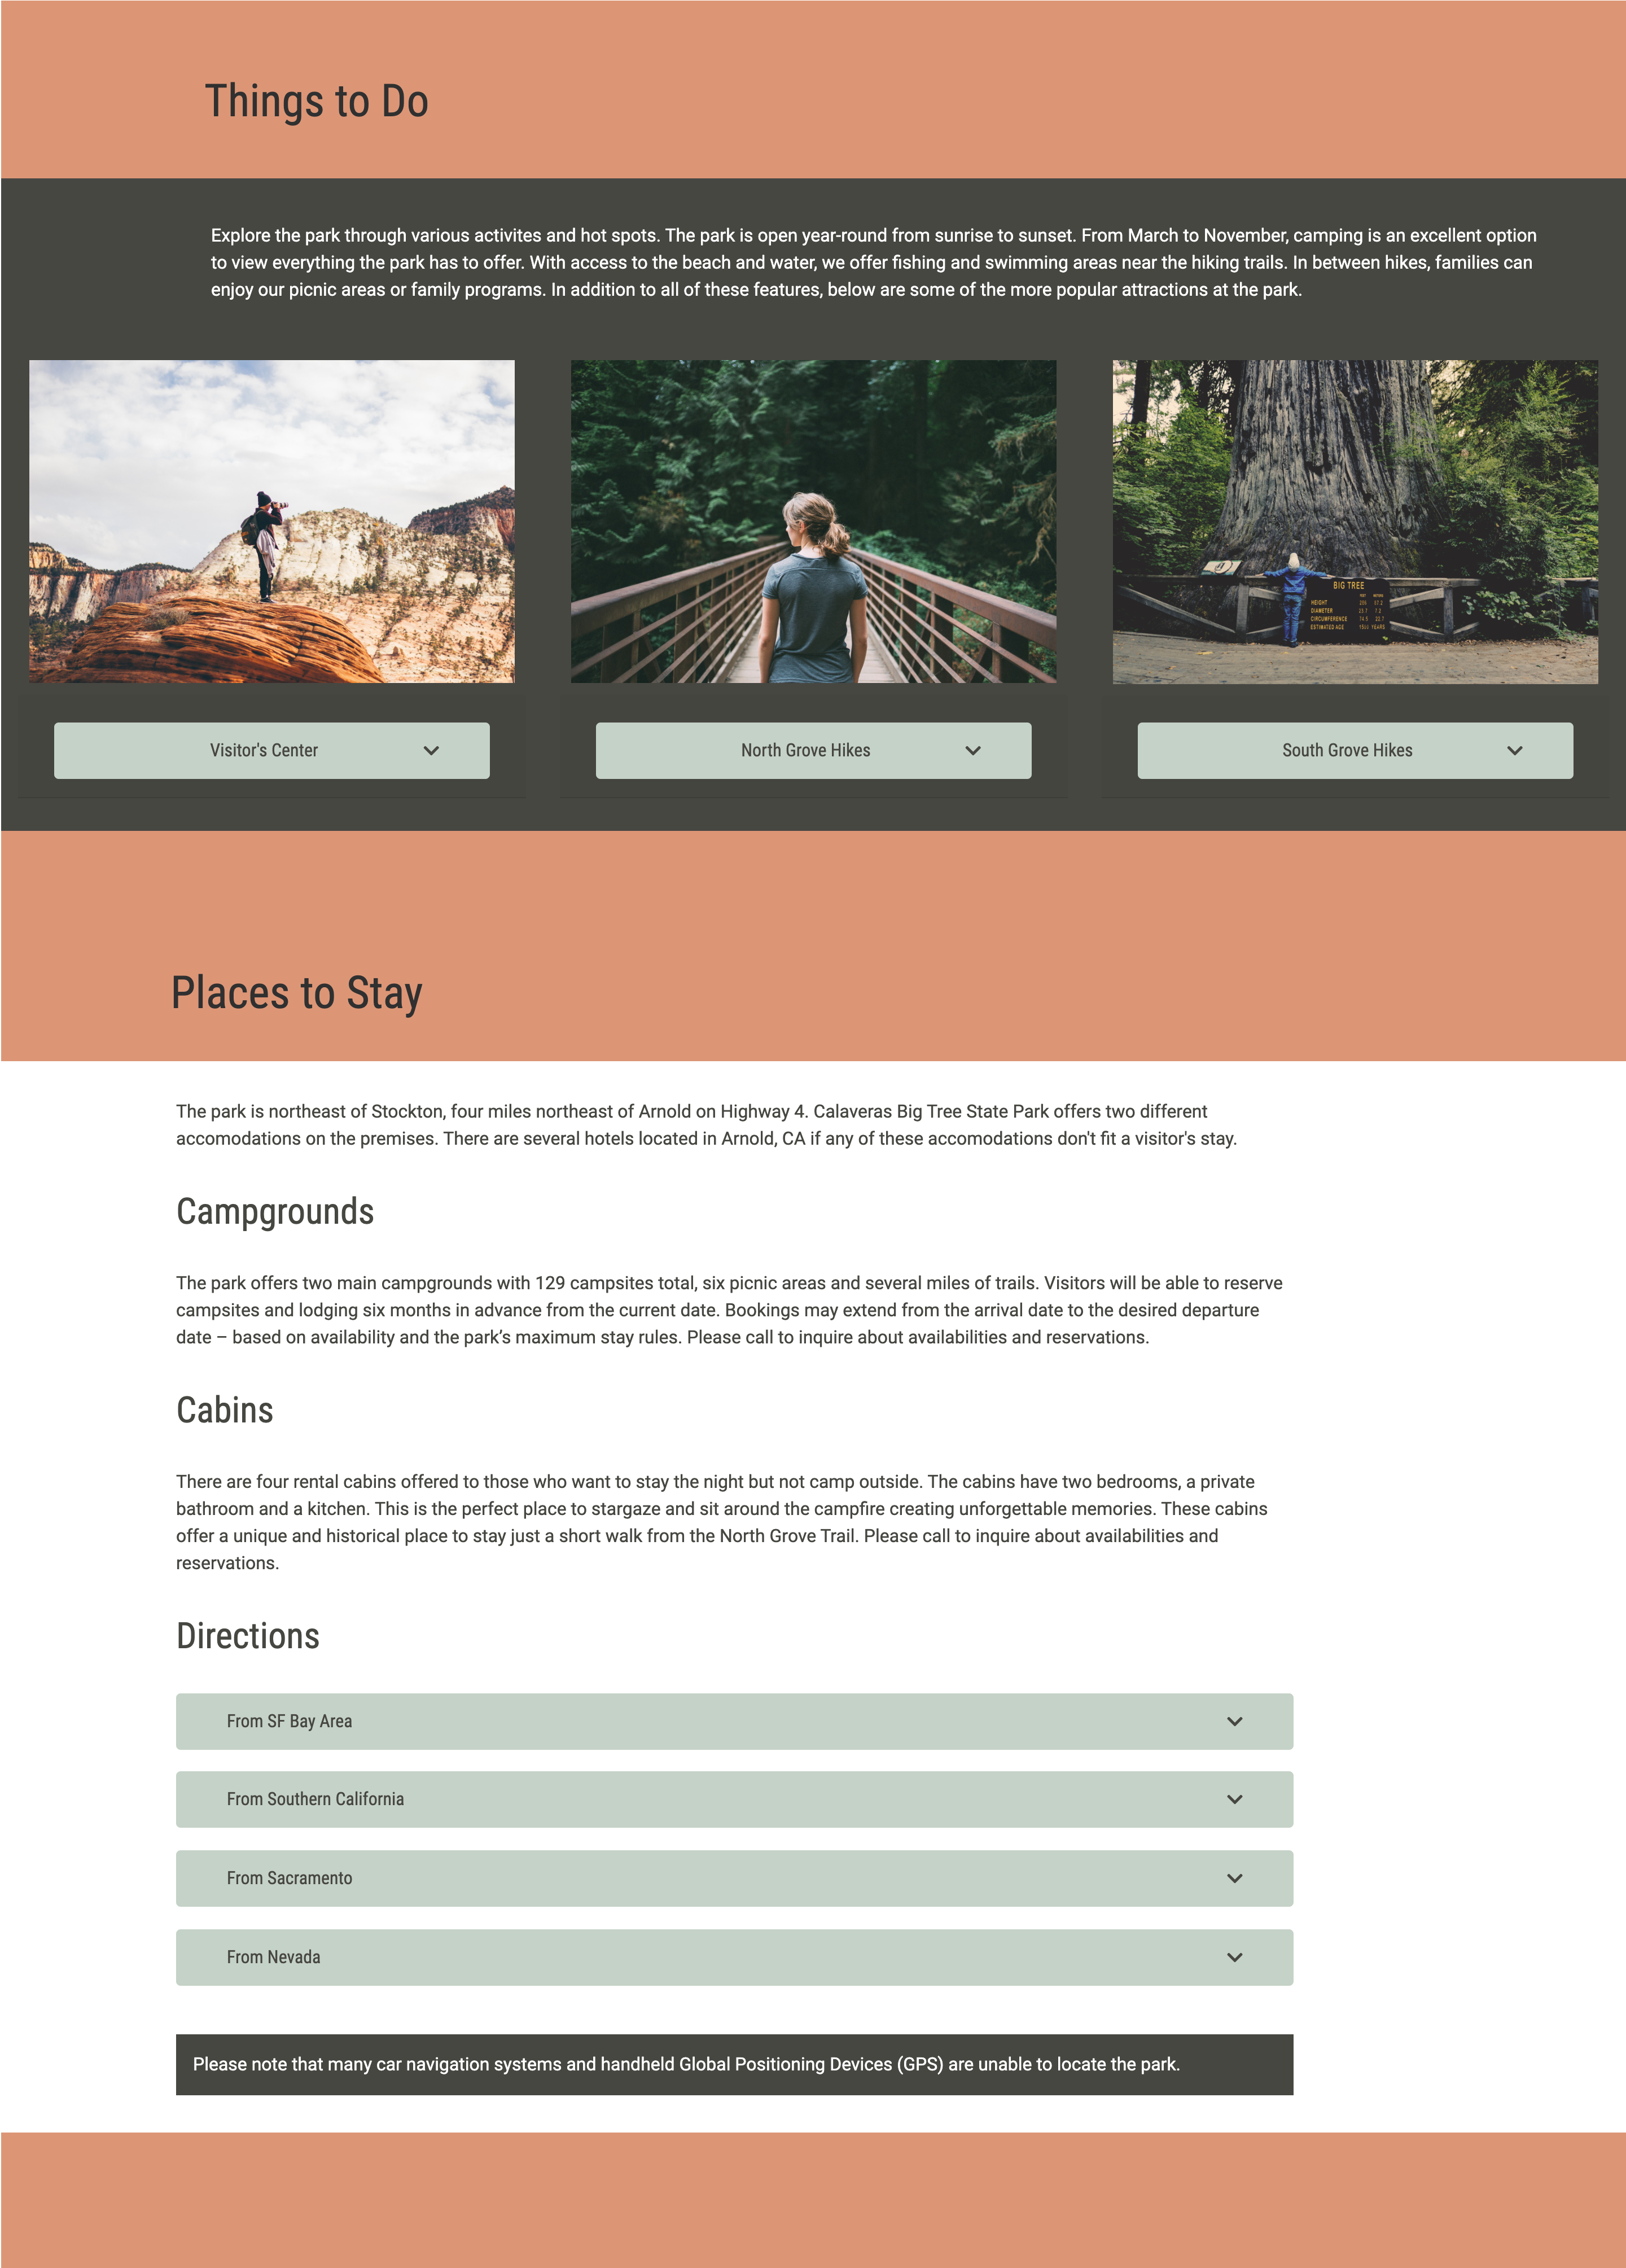 Things to Do
Explore the park through various activites and hot spots. The park is open year-round from sunrise to sunset. From March to November, camping is an excellent option
to view everything the park has to offer. With access to the beach and water, we offer fishing and swimming areas near the hiking trails. In between hikes, families can
enjoy our picnic areas or family programs. In addition to all of these features, below are some of the more popular attractions at the park.
BIG TREE
HEIGHT
DIAMETER
CIRCUMFERENCE
ESTIMATED AGE 1500 YEARS
Visitor's Center
North Grove Hikes
South Grove Hikes
Places to Stay
The park is northeast of Stockton, four miles northeast of Arnold on Highway 4. Calaveras Big Tree State Park offers two different
accomodations on the premises. There are several hotels located in Arnold, CA if any of these accomodations don't fit a visitor's stay.
Campgrounds
The park offers two main campgrounds with 129 campsites total, six picnic areas and several miles of trails. Visitors will be able to reserve
campsites and lodging six months in advance from the current date. Bookings may extend from the arrival date to the desired departure
date – based on availability and the park’s maximum stay rules. Please call to inquire about availabilities and reservations.
Cabins
There are four rental cabins offered to those who want to stay the night but not camp outside. The cabins have two bedrooms, a private
bathroom and a kitchen. This is the perfect place to stargaze and sit around the campfire creating unforgettable memories. These cabins
offer a unique and historical place to stay just a short walk from the North Grove Trail. Please call to inquire about availabilities and
reservations.
Directions
From SF Bay Area
From Southern California
From Sacramento
From Nevada
Please note that many car navigation systems and handheld Global Positioning Devices (GPS) are unable to locate the park.